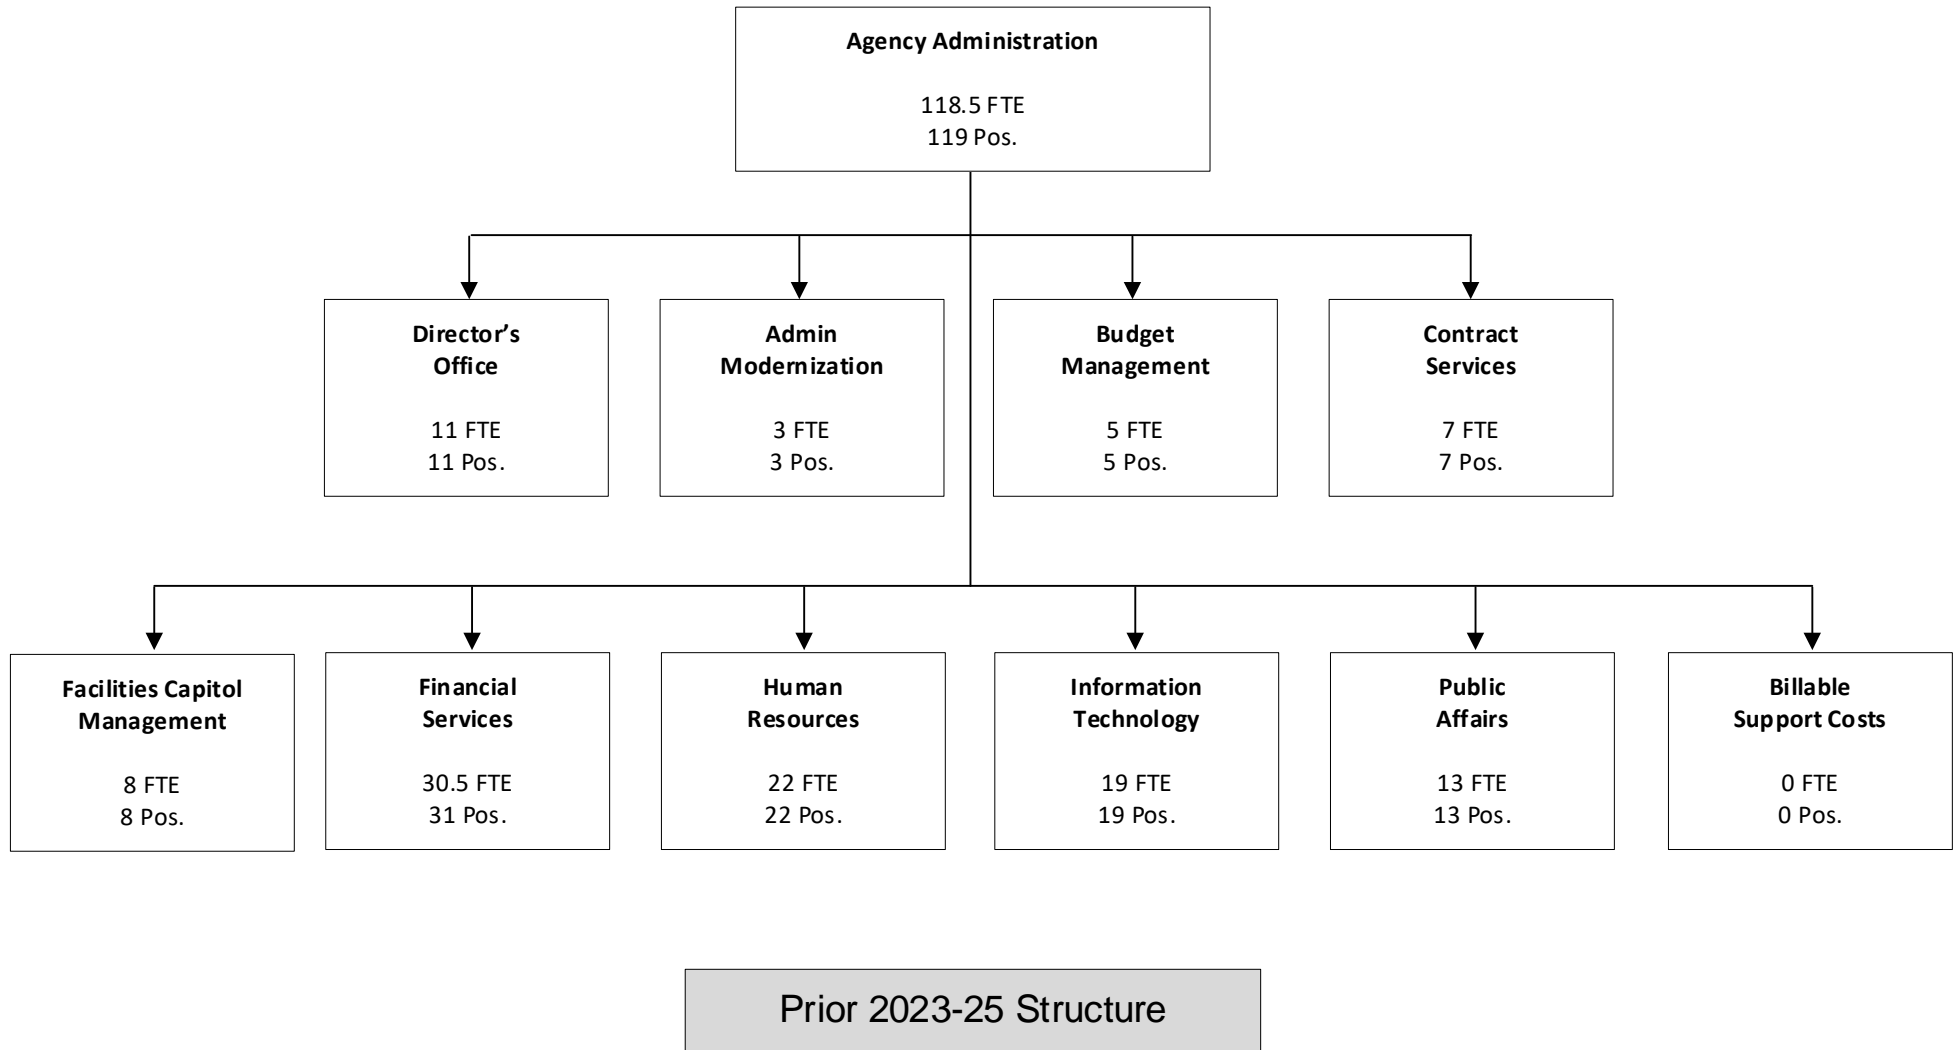 Agency Administration
118.5 FTE
119 Pos.
Director’s
Office
11 FTE
11 Pos.
Admin
Modernization
3 FTE
3 Pos.
Budget
Management
5 FTE
5 Pos.
Contract
Services
7 FTE
7 Pos.
Facilities Capitol
Management
8 FTE
8 Pos.
Financial
Services
30.5 FTE
31 Pos.
Human
Resources
22 FTE
22 Pos.
Information
Technology
19 FTE
19 Pos.
Public
Affairs
13 FTE
13 Pos.
Billable
Support Costs
0 FTE
0 Pos.
Prior 2023-25 Structure